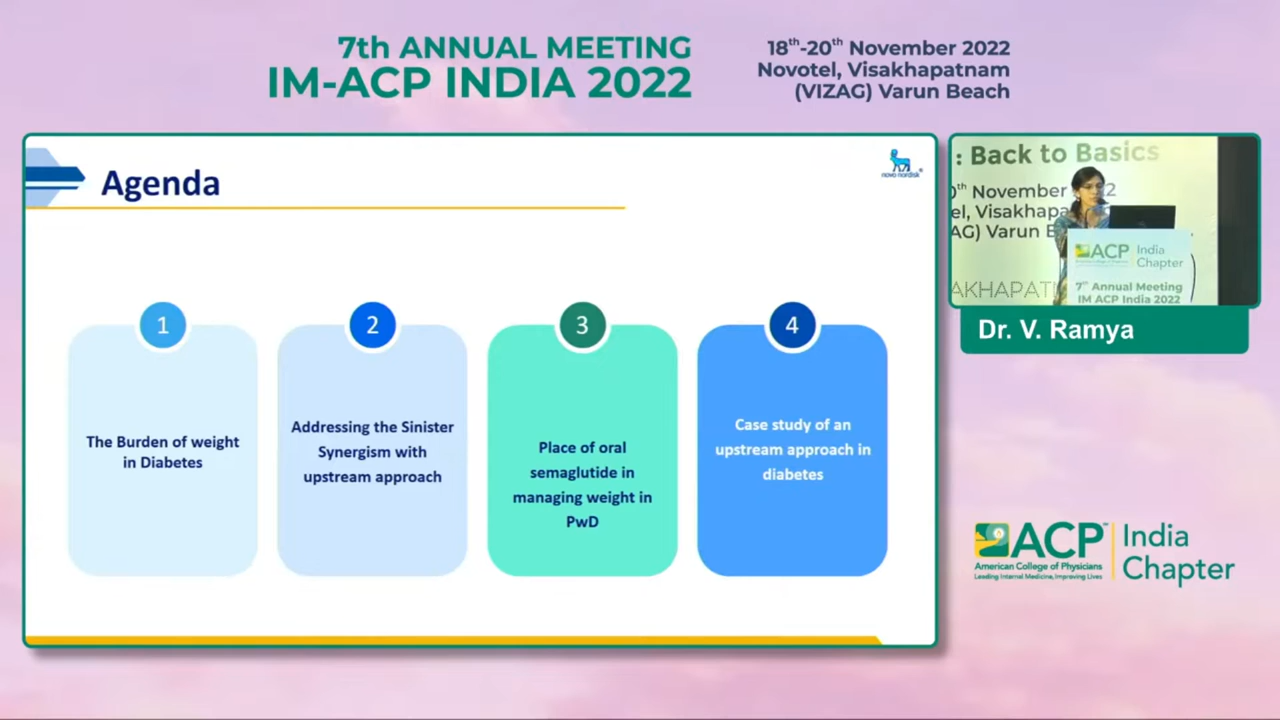 7th ANNUAL MEETING
IM-ACP INDIA 2022
18th-20th November 2022
Novotel, Visakhapatnam
(VIZAG) Varun Beach
Agenda
novo nordisk®
1
The Burden of weight
in Diabetes
2
Addressing the Sinister
Synergism with
upstream approach
3
Place of oral
semaglutide in
managing weight in
PwD
4
Case study of an
upstream approach in
diabetes
: Back to Basics
0th November 2
el, Visakhapa
AG) Varun B
AKHAPAT
ACP India
Chapter
7th Annual Meeting
IM ACP India 2022
Dr. V. Ramya
ACP™ India
Chapter
American College of Physicians
Leading Internal Medicine, Improving Lives